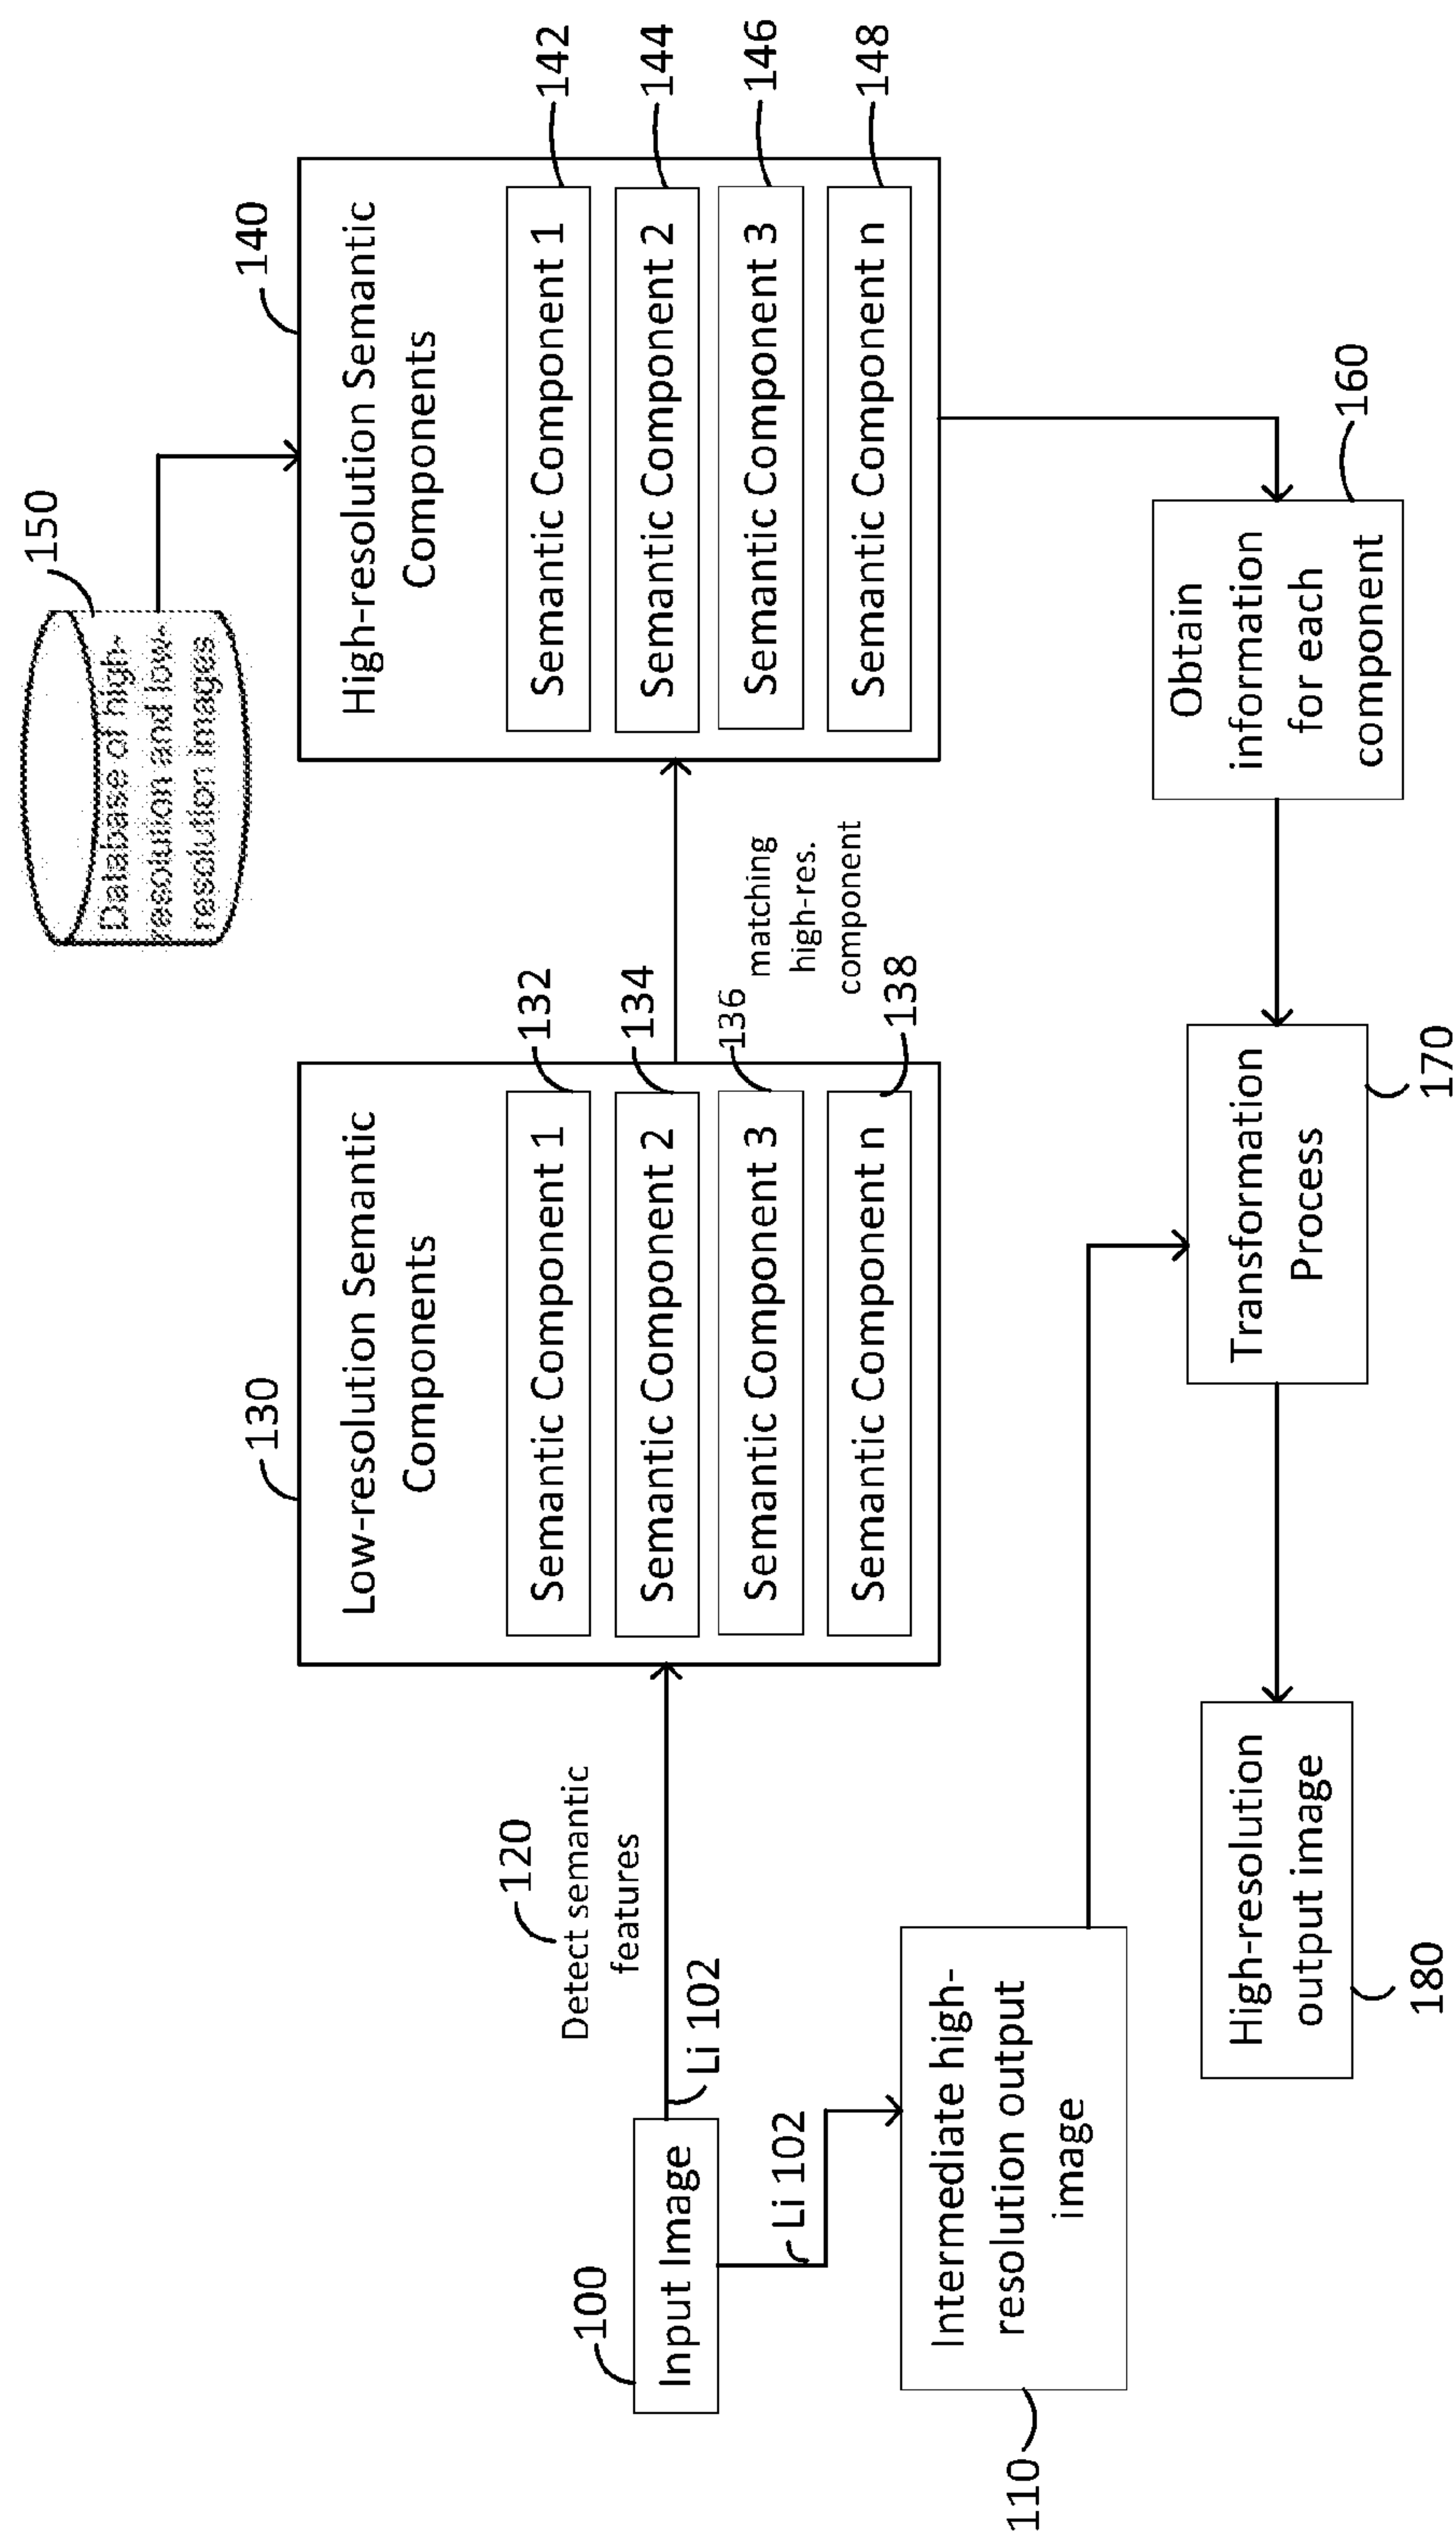 150
Database of high-
resolution and low-
resolution images
130
Low-resolution Semantic
Components
Semantic Component 1
132
Semantic Component 2
134
Semantic Component 3
136
Semantic Component n
138
matching
high-res.
component
140
High-resolution Semantic
Components
Semantic Component 1
142
Semantic Component 2
144
Semantic Component 3
146
Semantic Component n
148
120
Detect semantic
features
100
Input Image
Li 102
Li 102
110
Intermediate high-
resolution output
image
High-resolution
output image
180
Transformation
Process
170
Obtain
information
for each
component
160